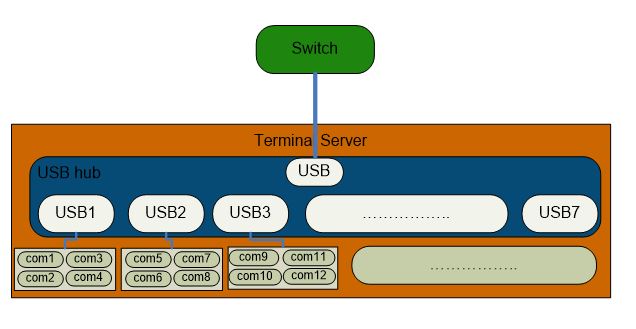 Switch
Terminal Server
USB hub
USB
USB1 USB2 USB3 …………….. USB7
com1 com3 com5 com7 com9 com11
com2 com4 com6 com8 com10 com12
……………..